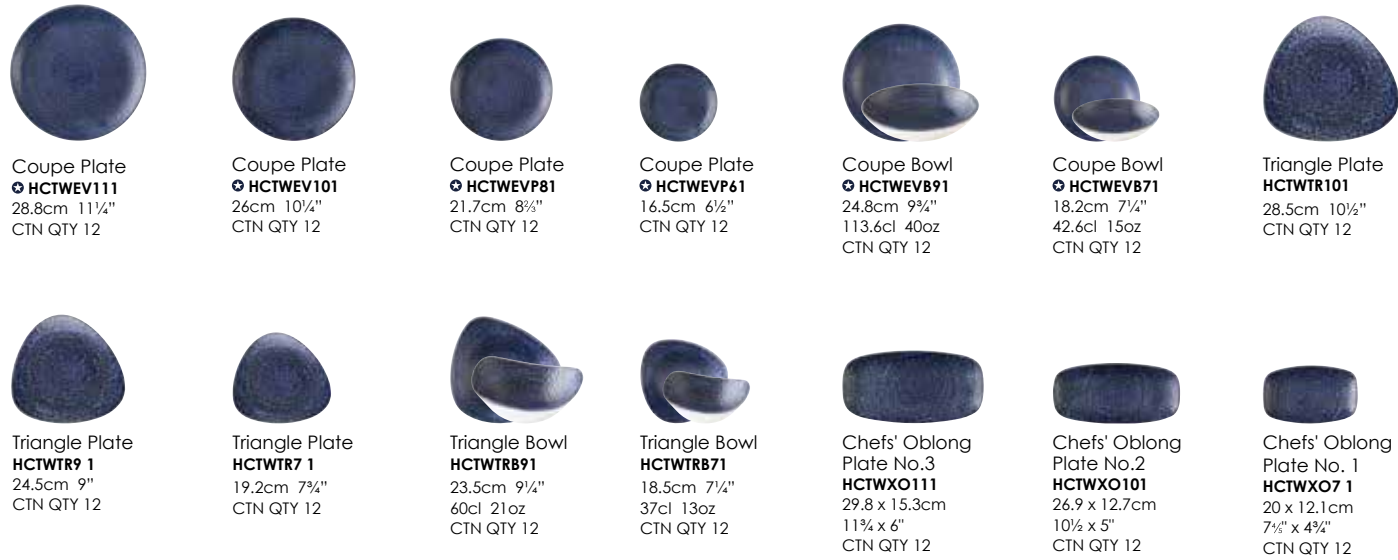 Coupe Plate
✪ HCTWEV111
28.8cm 11¼”
CTN QTY 12
Coupe Plate
✪ HCTWEV101
26cm 10¼”
CTN QTY 12
Coupe Plate
✪ HCTWEVP81
21.7cm 8⅔”
CTN QTY 12
Coupe Plate
✪ HCTWEVP61
16.5cm 6½”
CTN QTY 12
Coupe Bowl
✪ HCTWEVB91
24.8cm 9¾”
113.6cl 40oz
CTN QTY 12
Coupe Bowl
✪ HCTWEVB71
18.2cm 7¼”
42.6cl 15oz
CTN QTY 12
Triangle Plate
HCTWTR101
28.5cm 10½”
CTN QTY 12
Triangle Plate
HCTWTR9 1
24.5cm 9”
CTN QTY 12
Triangle Plate
HCTWTR7 1
19.2cm 7¾”
CTN QTY 12
Triangle Bowl
HCTWTRB91
23.5cm 9¼”
60cl 21oz
CTN QTY 12
Triangle Bowl
HCTWTRB71
18.5cm 7¼”
37cl 13oz
CTN QTY 12
Chefs' Oblong
Plate No.3
HCTWXO111
29.8 x 15.3cm
11¾ x 6"
CTN QTY 12
Chefs' Oblong
Plate No.2
HCTWXO101
26.9 x 12.7cm
10½ x 5"
CTN QTY 12
Chefs' Oblong
Plate No. 1
HCTWXO7 1
20 x 12.1cm
x 4¾"
CTN QTY 12